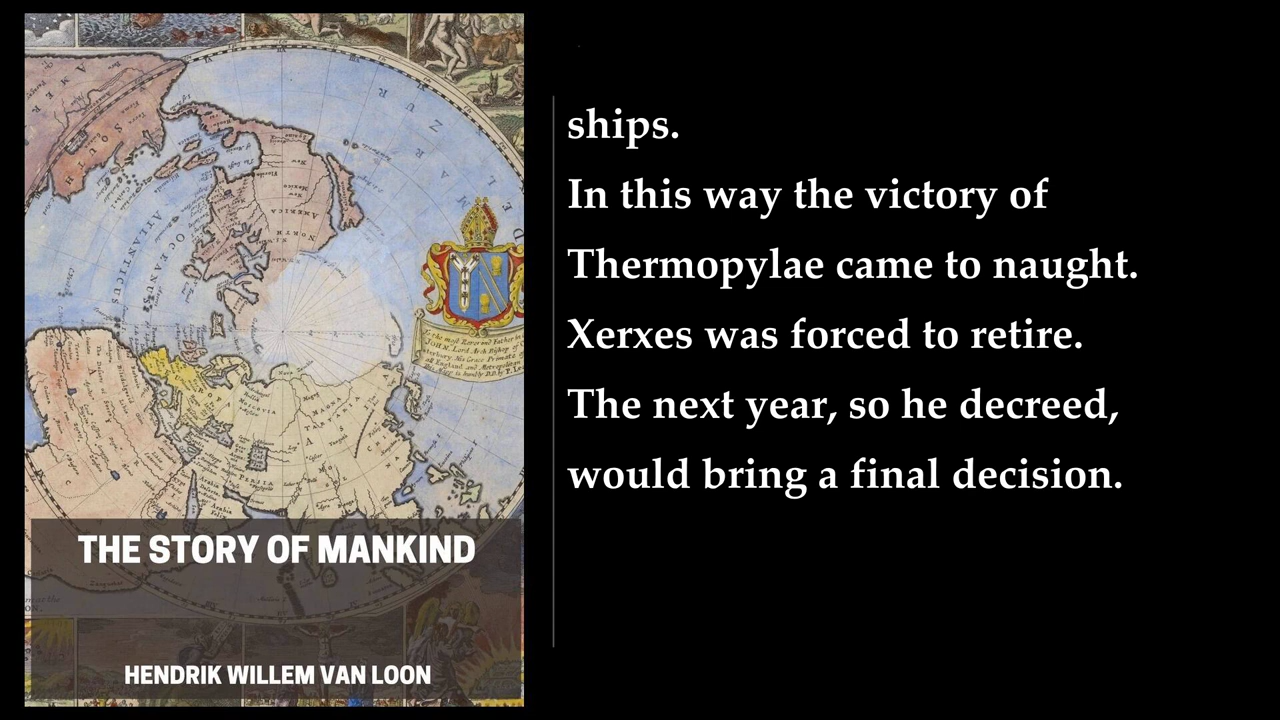 THE STORY OF MANKIND
HENDRIK WILLEM VAN LOON
ships.
In this way the victory of
Thermopylae came to naught.
Xerxes was forced to retire.
The next year, so he decreed,
would bring a final decision.